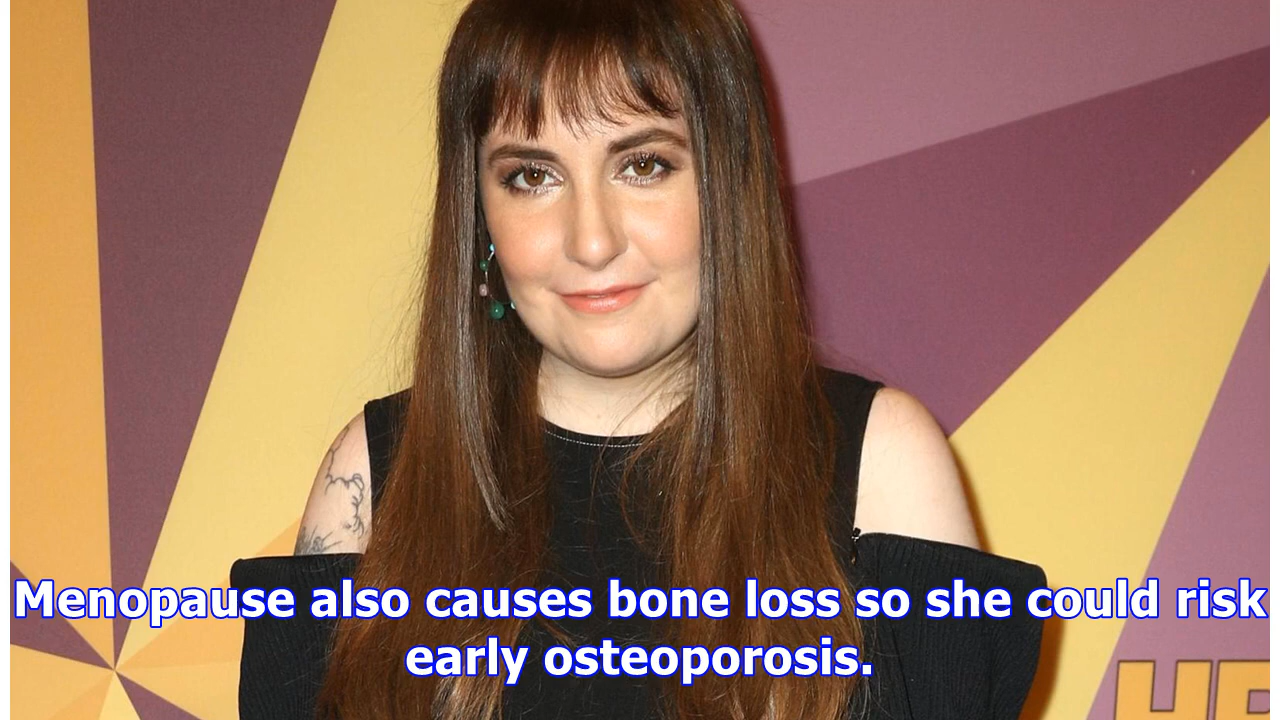 Menopause also causes bone loss so she could risk
early osteoporosis.